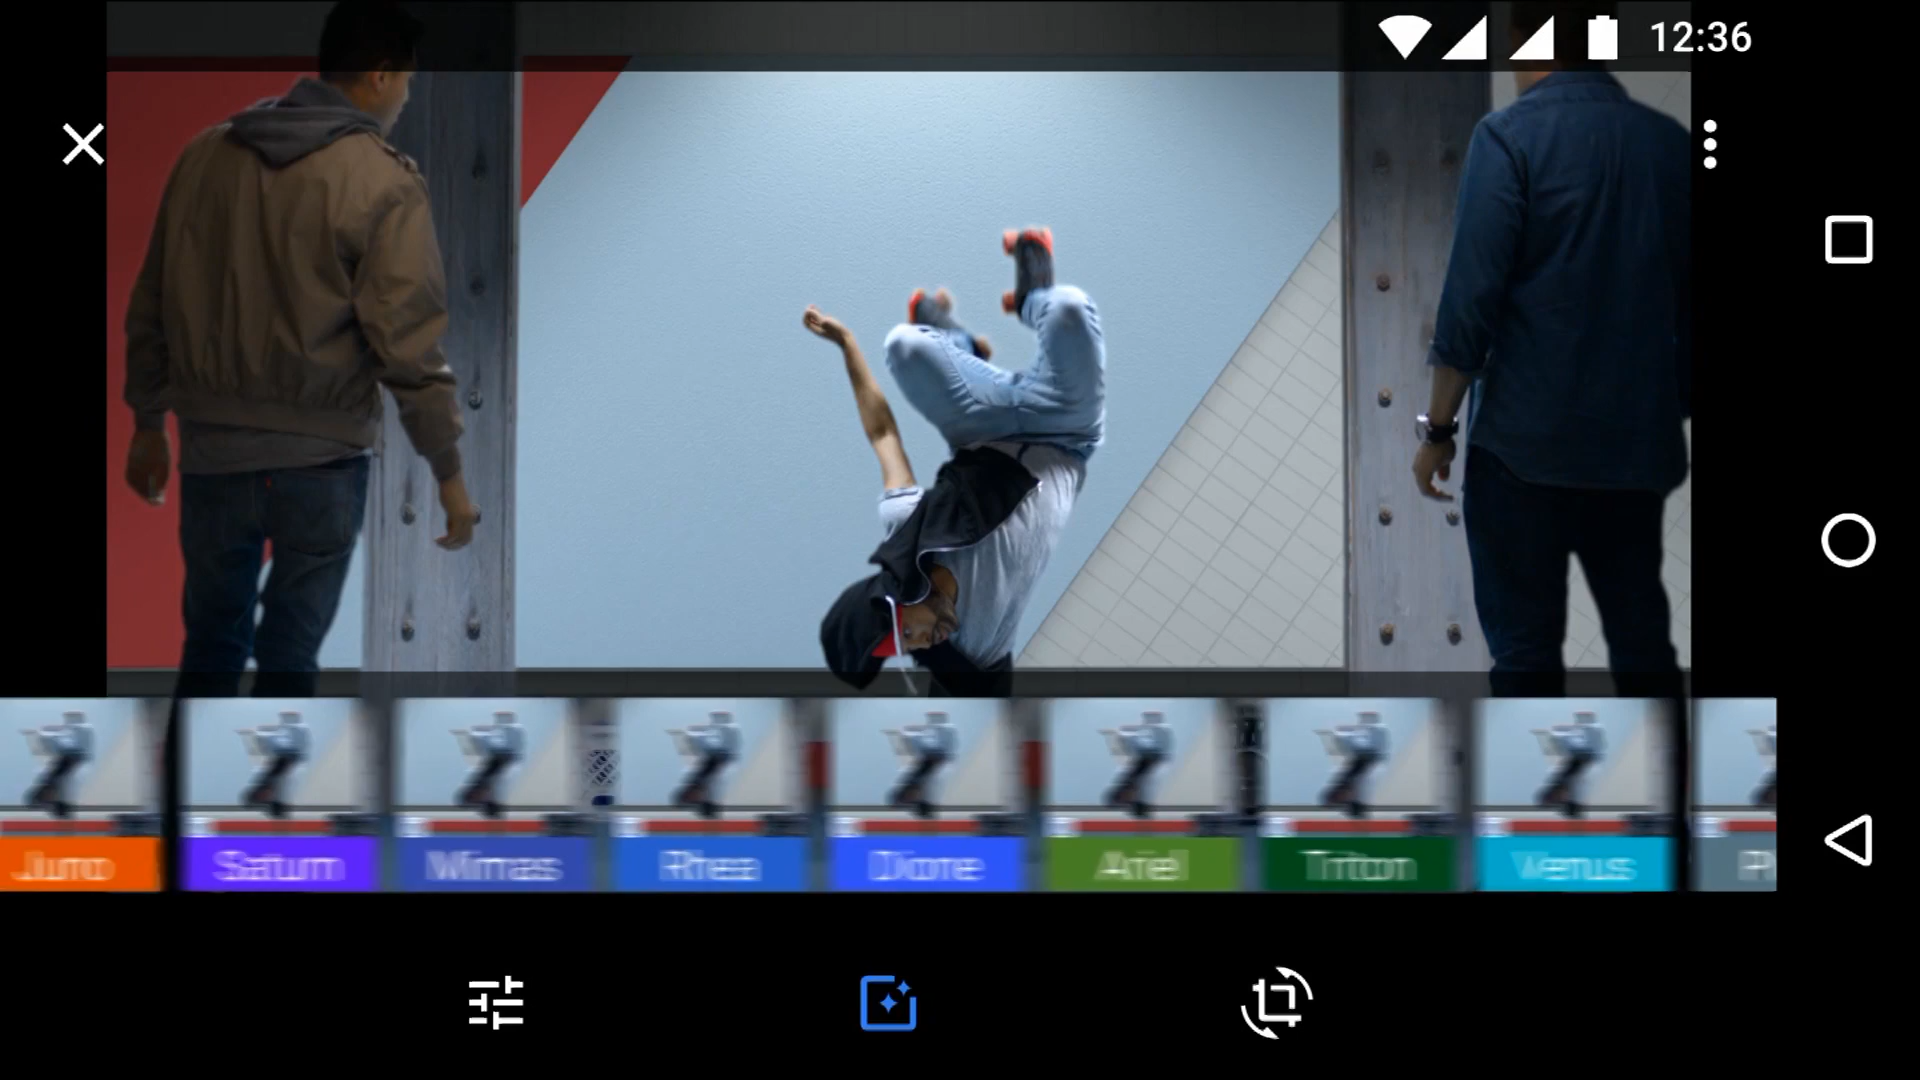 12:36
Juno
Saturn
Mimas
Rhea
Dione
Ariel
Triton
Venus